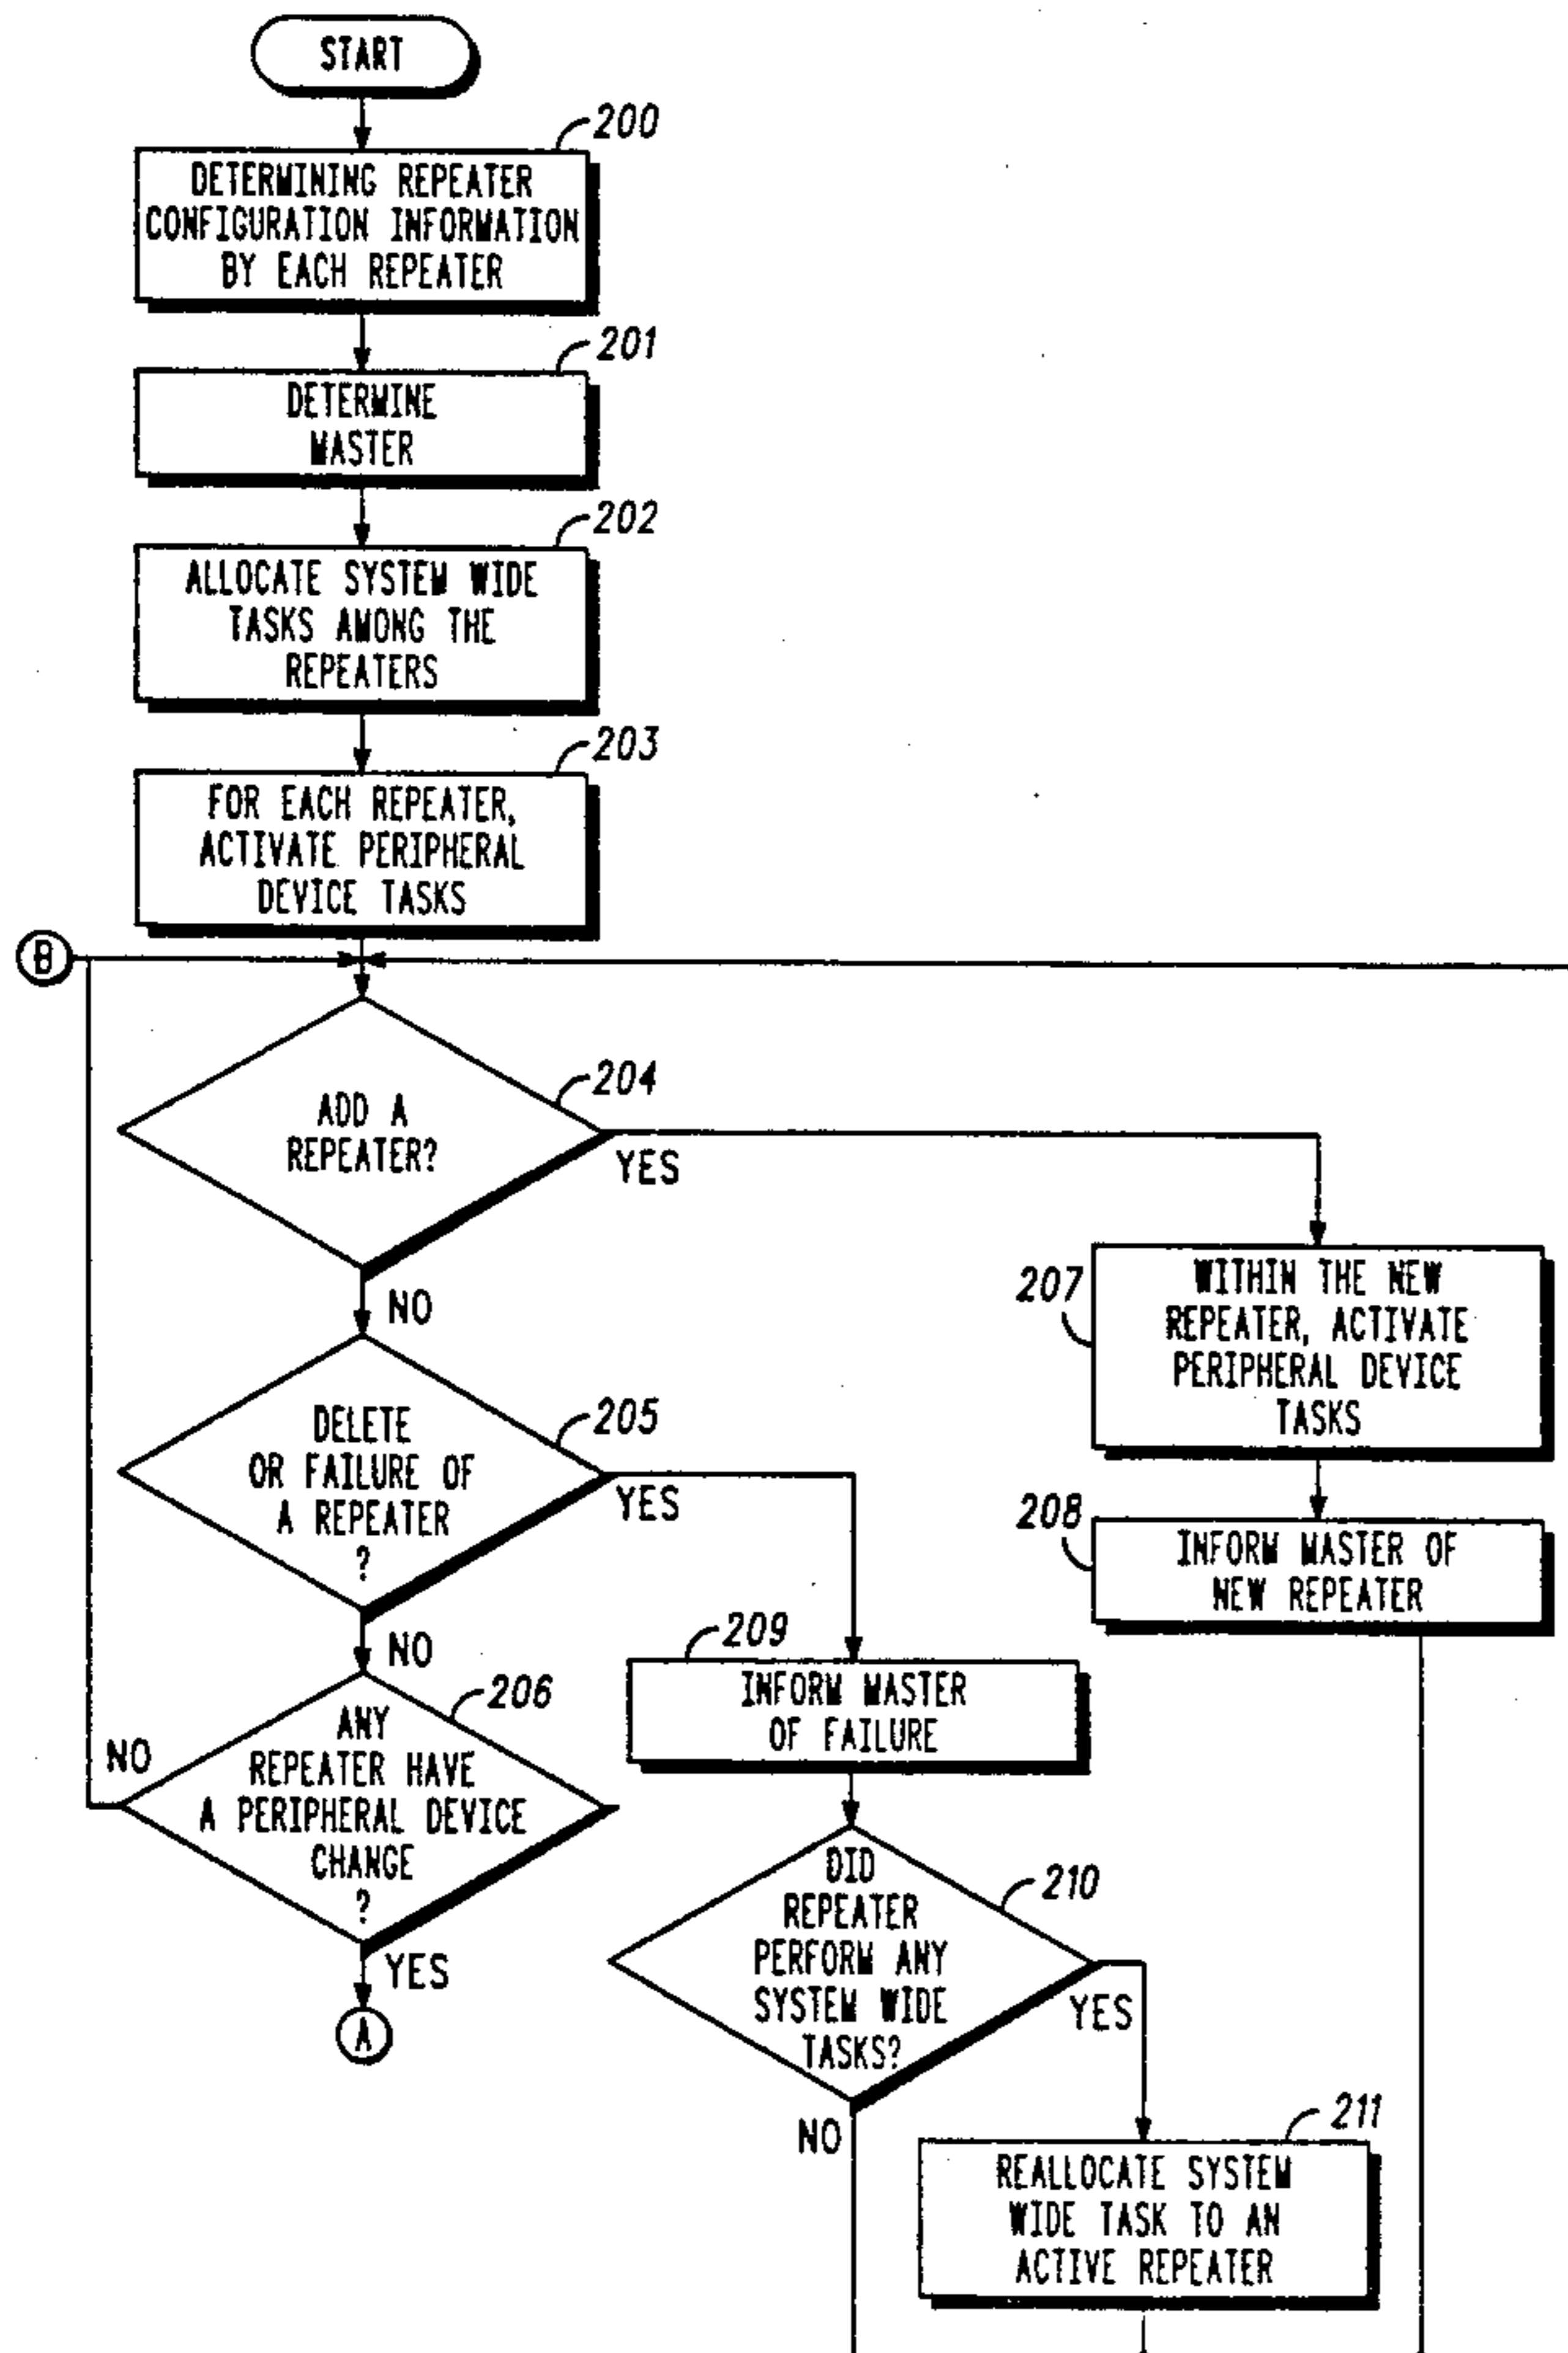 START
200
DETERMINING REPEATER
CONFIGURATION INFORMATION
BY EACH REPEATER
201
DETERMINE
MASTER
202
ALLOCATE SYSTEM WIDE
TASKS AMONG THE
REPEATERS
203
FOR EACH REPEATER,
ACTIVATE PERIPHERAL
DEVICE TASKS
B
204
ADD A
REPEATER?
YES
NO
207
WITHIN THE NEW
REPEATER, ACTIVATE
PERIPHERAL DEVICE
TASKS
205
DELETE
OR FAILURE OF
A REPEATER
?
YES
NO
208
INFORM MASTER OF
NEW REPEATER
209
INFORM MASTER
OF FAILURE
206
ANY
REPEATER HAVE
A PERIPHERAL DEVICE
CHANGE
?
NO
YES
A
210
DID
REPEATER
PERFORM ANY
SYSTEM WIDE
TASKS?
YES
NO
211
REALLOCATE SYSTEM
WIDE TASK TO AN
ACTIVE REPEATER